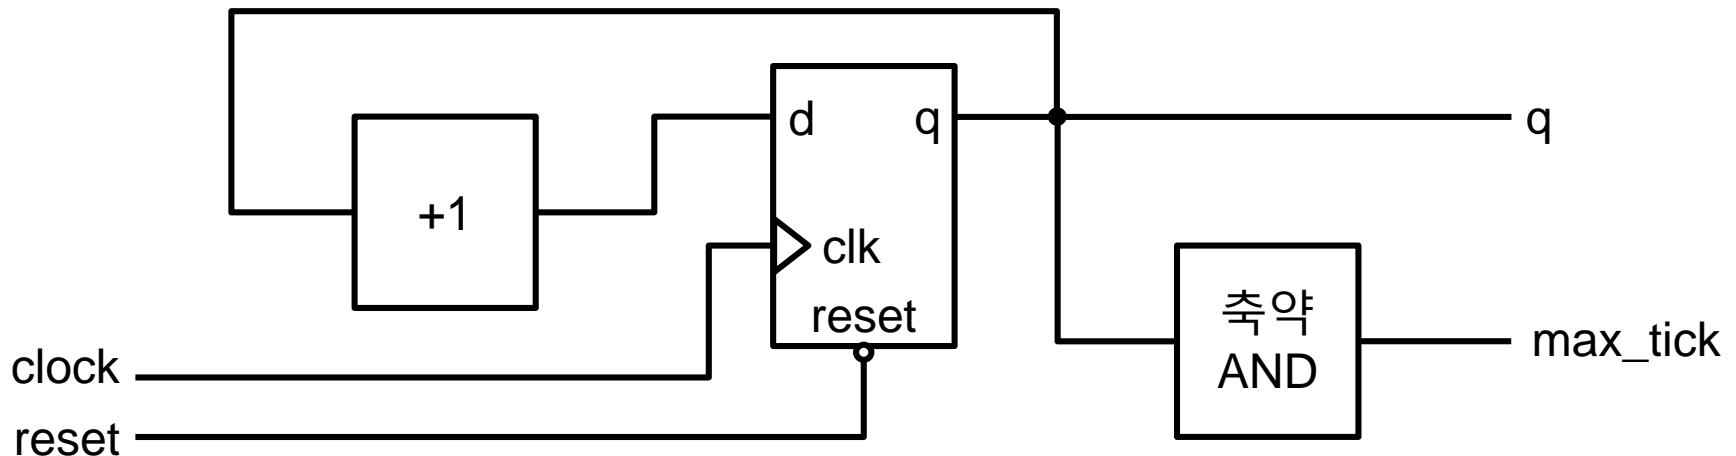 d
q
q
+1
clk
reset
축약
AND
max_tick
clock
reset